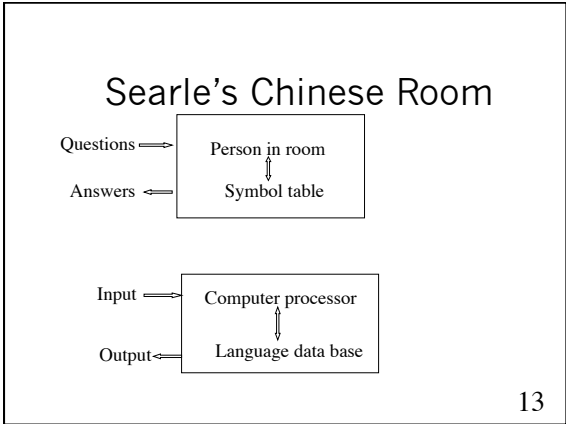 Searle's Chinese Room
Questions
Person in room
Answers
Symbol table
Input
Computer processor
Output
Language data base
13